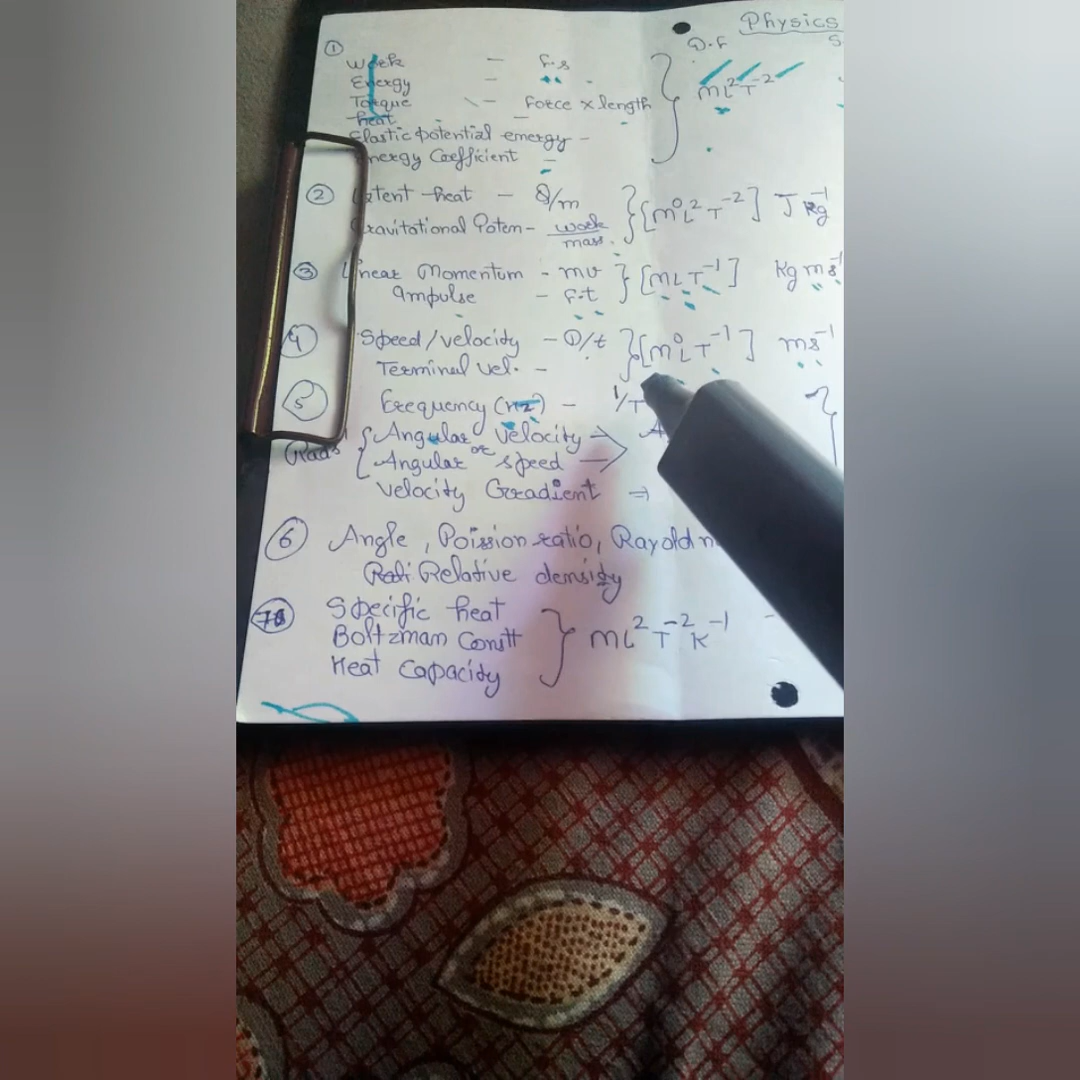 Physics
D.F
S
① Work - F.s
Energy -
Torque - Force × length } ML²T⁻²
heat -
Elastic potential energy -
Energy Coefficient -
② Latent heat - Q/m } [M⁰L²T⁻²] J kg⁻¹
Gravitational Poten - work/mass.
③ Linear Momentum - mv } [MLT⁻¹] Kg ms⁻¹
Impulse - F.t
④ Speed/velocity - D/t } [M⁰LT⁻¹] ms⁻¹
Terminal vel. -
⑤ Frequency (Hz) - 1/T
Angular velocity
or
Angular speed
Velocity Gradient ⇒
⑥ Angle, Poission ratio, Rayold n
Relative density
Specific heat
Boltzman Constt } ML²T⁻²K⁻¹ -
Heat Capacity